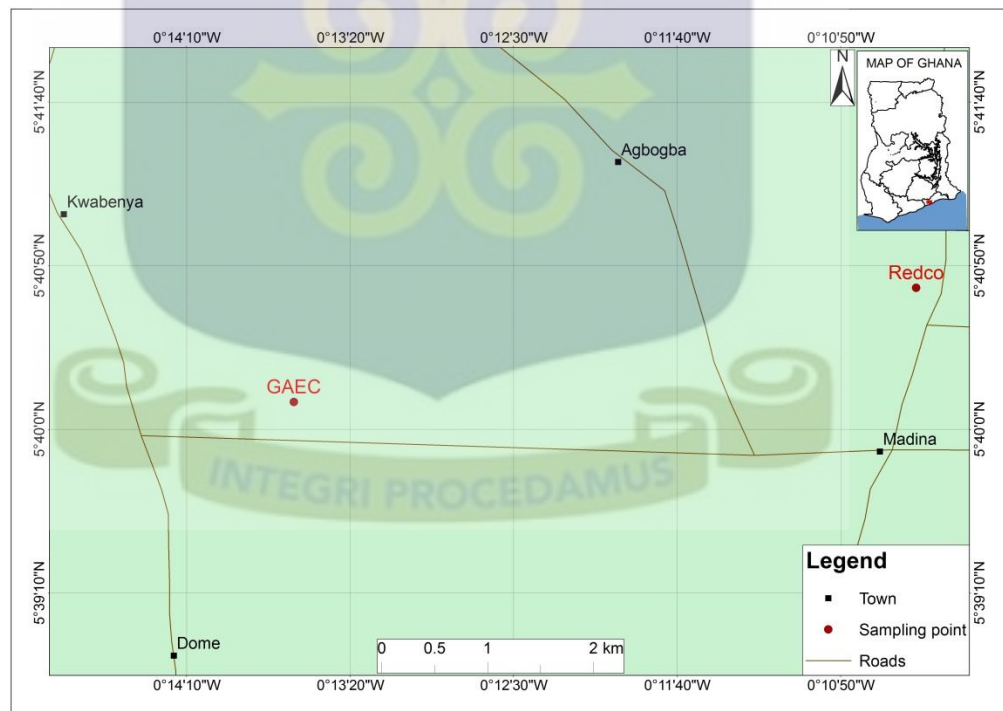 0°14'10"W 0°13'20"W 0°12'30"W 0°11'40"W 0°10'50"W
N
MAP OF GHANA
5°41'40"N 5°41'40"N
Agbogba
Kwabenya
5°40'50"N 5°40'50"N
Redco
GAEC
5°40'0"N 5°40'0"N
Madina
INTEGRI PROCEDAMUS
Legend
Town
Sampling point
Roads
5°39'10"N 5°39'10"N
Dome
0 0.5 1 2 km
0°14'10"W 0°13'20"W 0°12'30"W 0°11'40"W 0°10'50"W